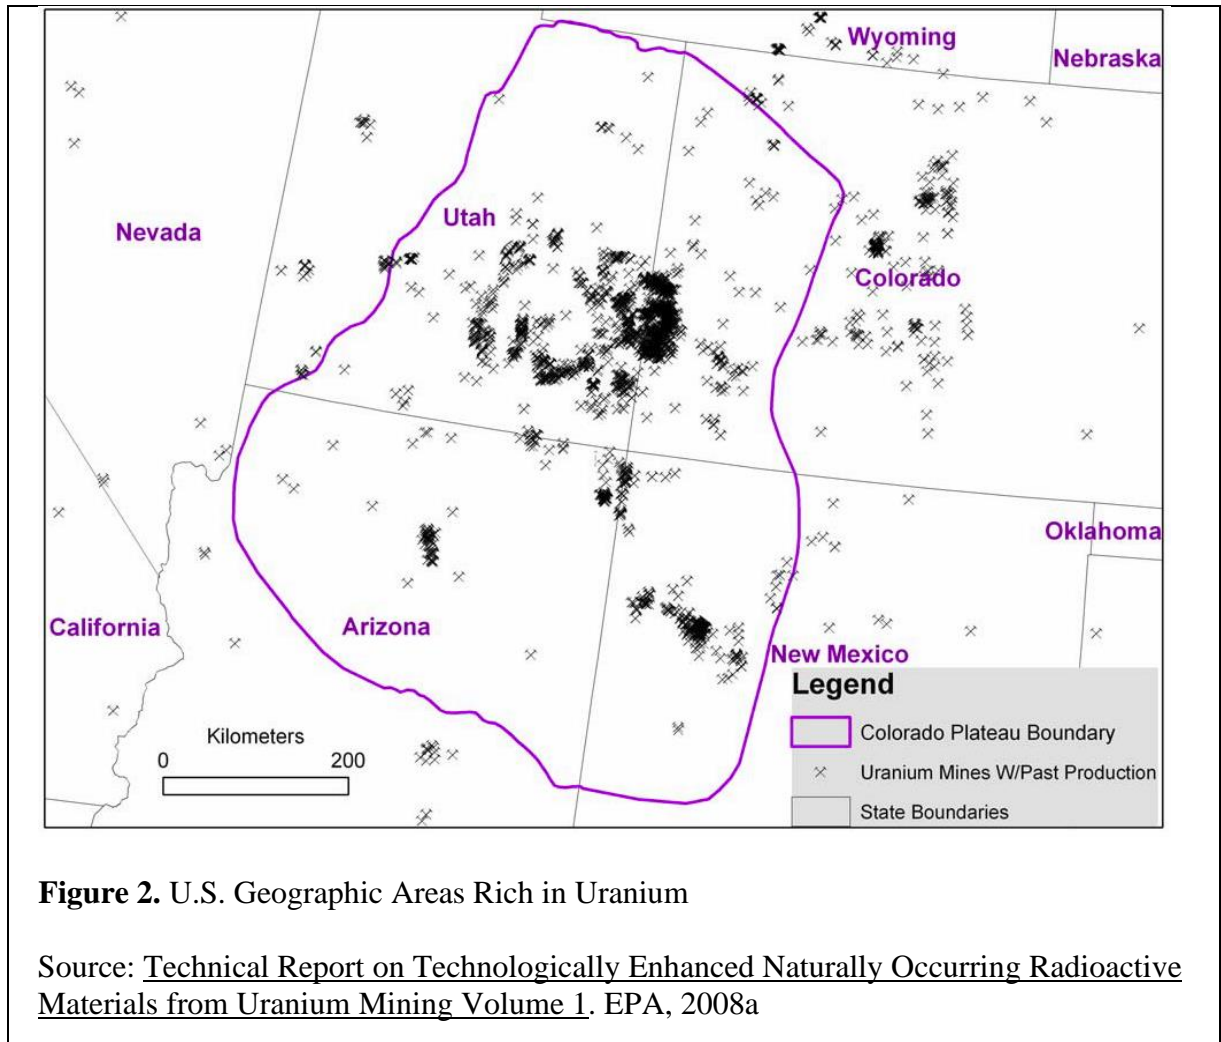 Wyoming
Nebraska
Utah
Nevada
Colorado
Oklahoma
California
Arizona
New Mexico
Kilometers
0 200
Legend
Colorado Plateau Boundary
Uranium Mines W/Past Production
State Boundaries
Figure 2. U.S. Geographic Areas Rich in Uranium
Source: Technical Report on Technologically Enhanced Naturally Occurring Radioactive
Materials from Uranium Mining Volume 1. EPA, 2008a